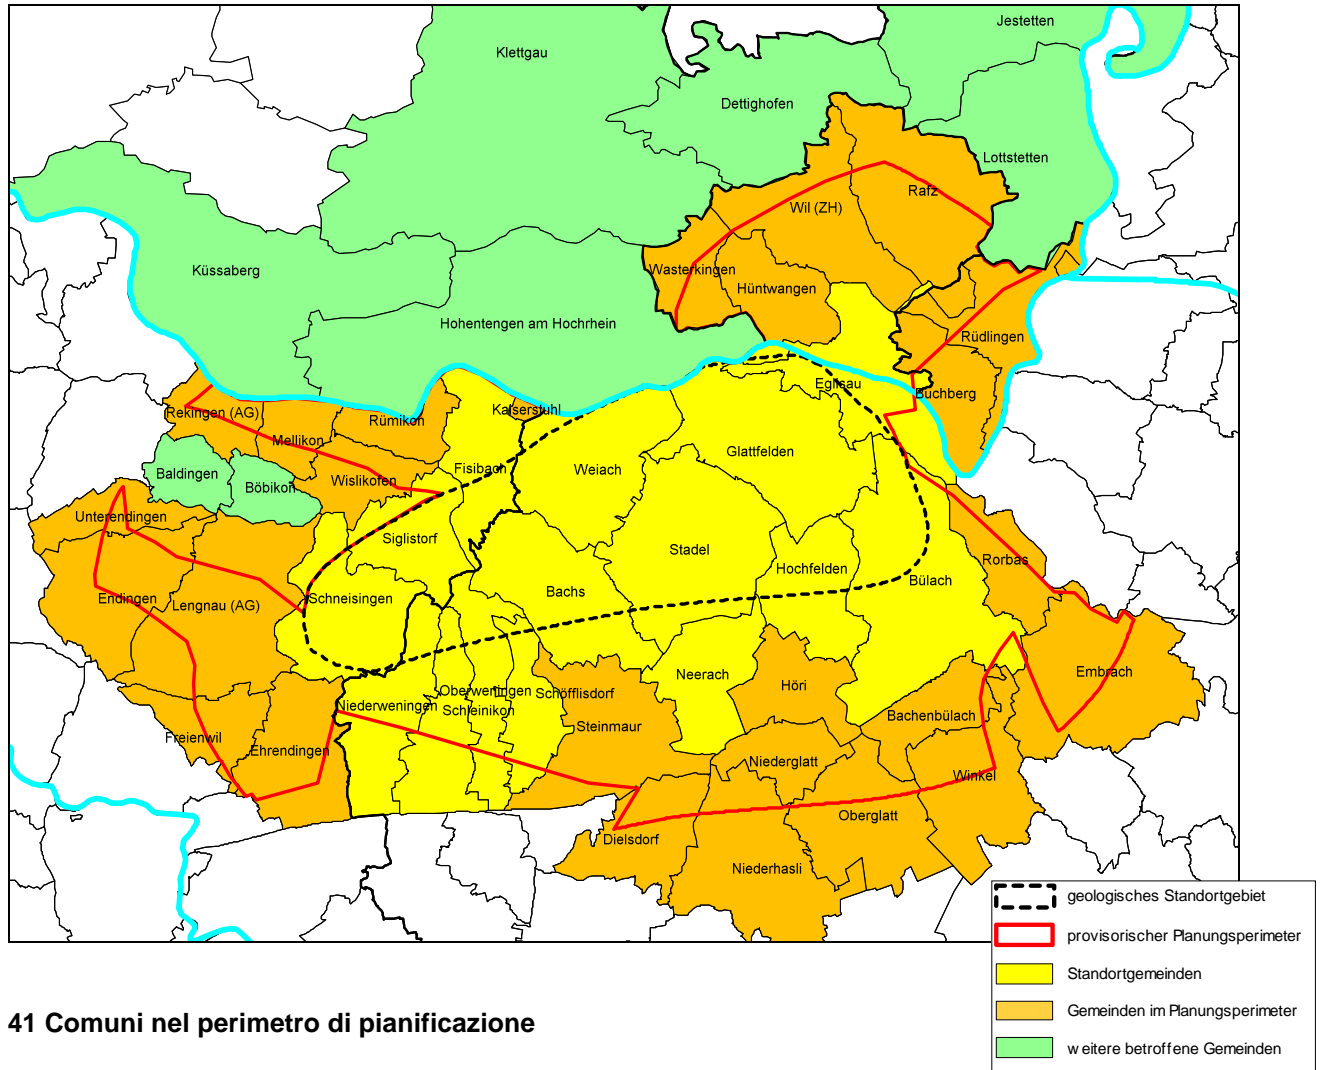 Jestetten
Klettgau
Dettighofen
Lottstetten
Rafz
Wil (ZH)
Küssaberg
Wasterkingen
Hüntwangen
Hohentengen am Hochrhein
Rüdlingen
Eglisau
Buchberg
Kaiserstuhl
Rekingen (AG)
Rümikon
Mellikon
Glattfelden
Fisibach
Weiach
Baldingen
Böbikon
Wislikofen
Unterendingen
Siglistorf
Stadel
Rorbas
Hochfelden
Bülach
Bachs
Endingen
Lengnau (AG)
Schneisingen
Neerach
Embrach
Höri
Oberweningen
Schöfflisdorf
Niederweningen
Schleinikon
Bachenbülach
Steinmaur
Freienwil
Ehrendingen
Niederglatt
Winkel
Oberglatt
Dielsdorf
Niederhasli
geologisches Standortgebiet
provisorischer Planungsperimeter
Standortgemeinden
Gemeinden im Planungsperimeter
weitere betroffene Gemeinden
41 Comuni nel perimetro di pianificazione